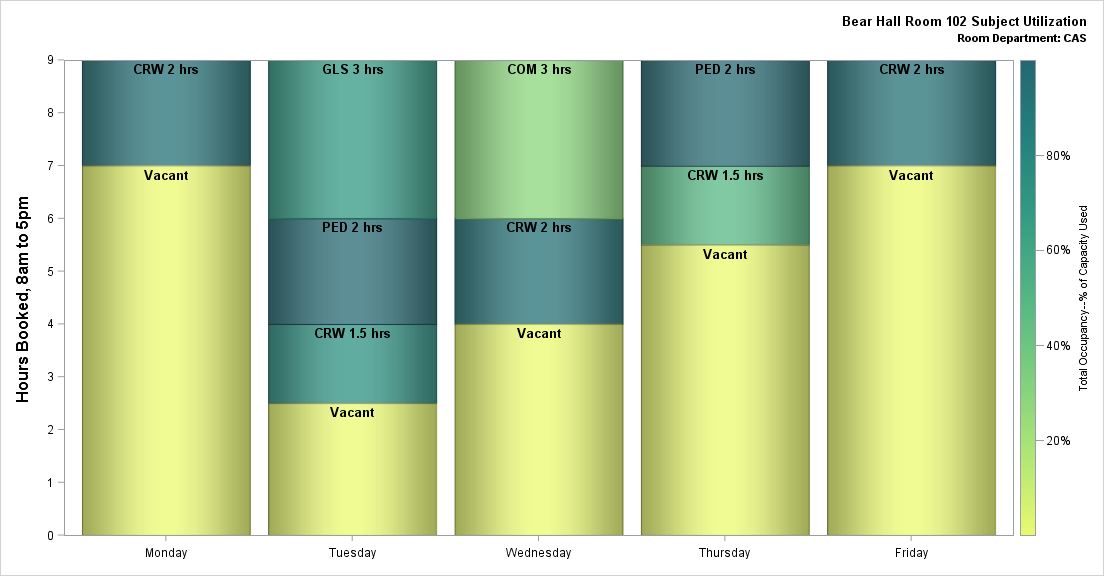 Bear Hall Room 102 Subject Utilization
Room Department: CAS
Hours Booked, 8am to 5pm
9
8
7
6
5
4
3
2
1
0
CRW 2 hrs
Vacant
GLS 3 hrs
PED 2 hrs
CRW 1.5 hrs
Vacant
COM 3 hrs
CRW 2 hrs
Vacant
PED 2 hrs
CRW 1.5 hrs
Vacant
CRW 2 hrs
Vacant
Monday
Tuesday
Wednesday
Thursday
Friday
80%
60%
40%
20%
Total Occupancy--% of Capacity Used